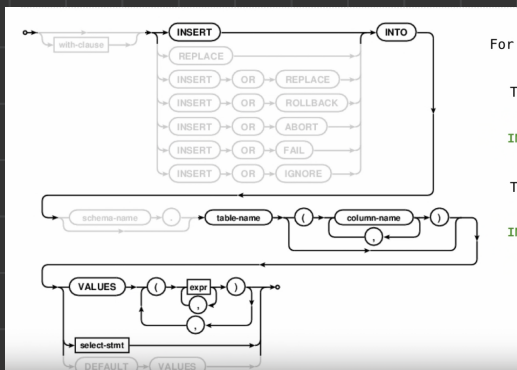 INSERT INTO
with-clause
For
REPLACE
INSERT OR REPLACE
INSERT OR ROLLBACK
INSERT OR ABORT
INSERT OR FAIL
INSERT OR IGNORE
schema-name . table-name ( column-name )
,
VALUES ( expr )
,
,
select-stmt
DEFAULT VALUES